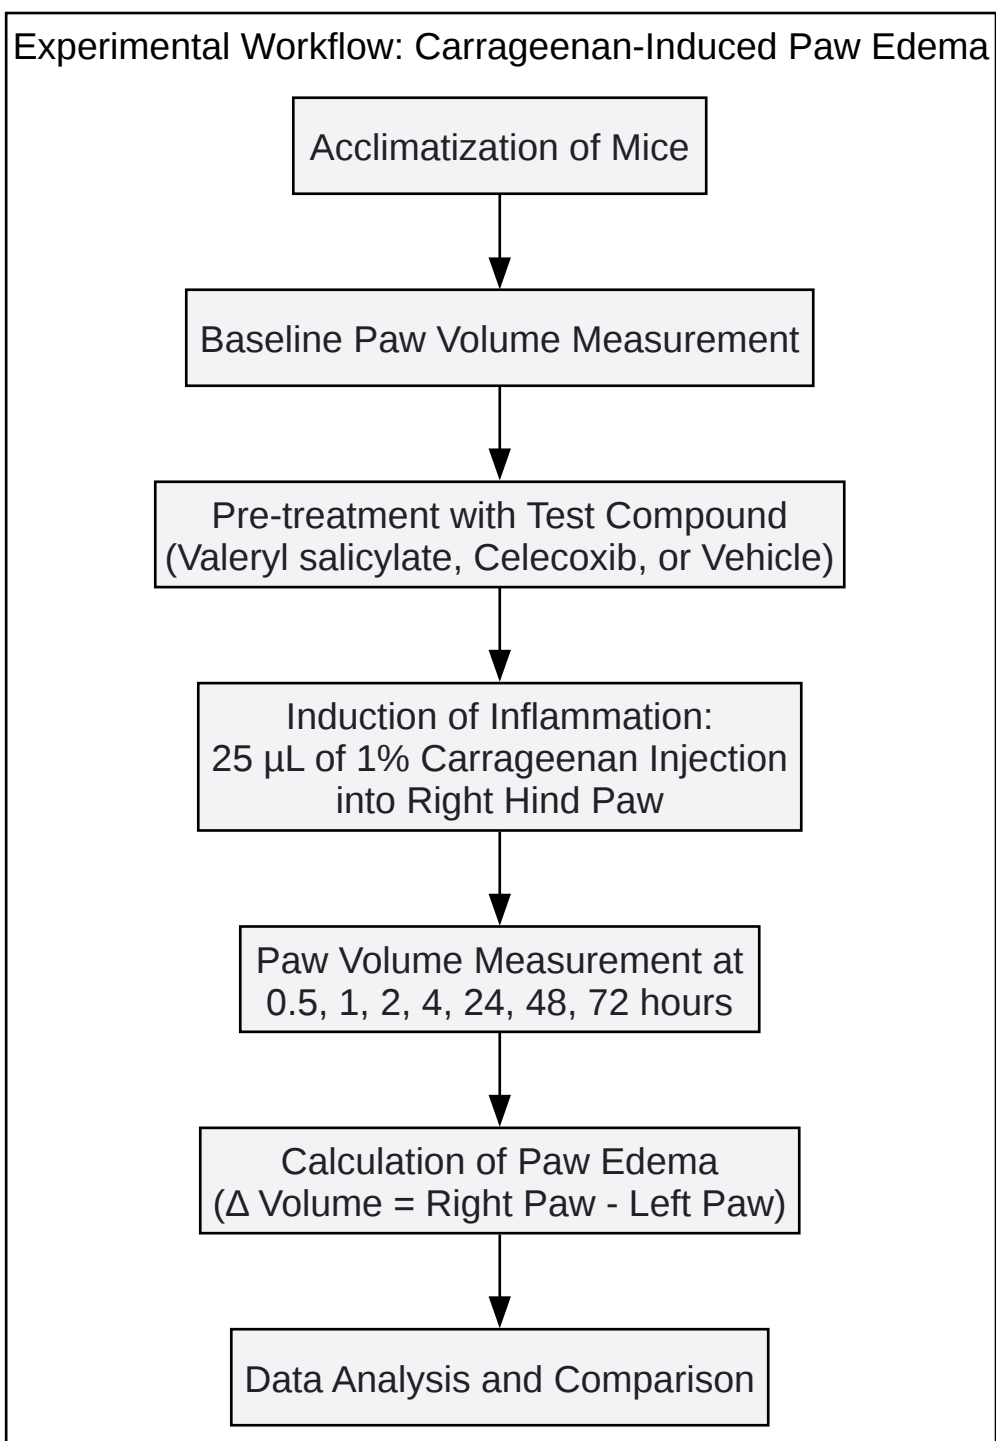 Experimental Workflow: Carrageenan-Induced Paw Edema
Acclimatization of Mice
Baseline Paw Volume Measurement
Pre-treatment with Test Compound
(Valeryl salicylate, Celecoxib, or Vehicle)
Induction of Inflammation:
25 µL of 1% Carrageenan Injection
into Right Hind Paw
Paw Volume Measurement at
0.5, 1, 2, 4, 24, 48, 72 hours
Calculation of Paw Edema
(Δ Volume = Right Paw - Left Paw)
Data Analysis and Comparison